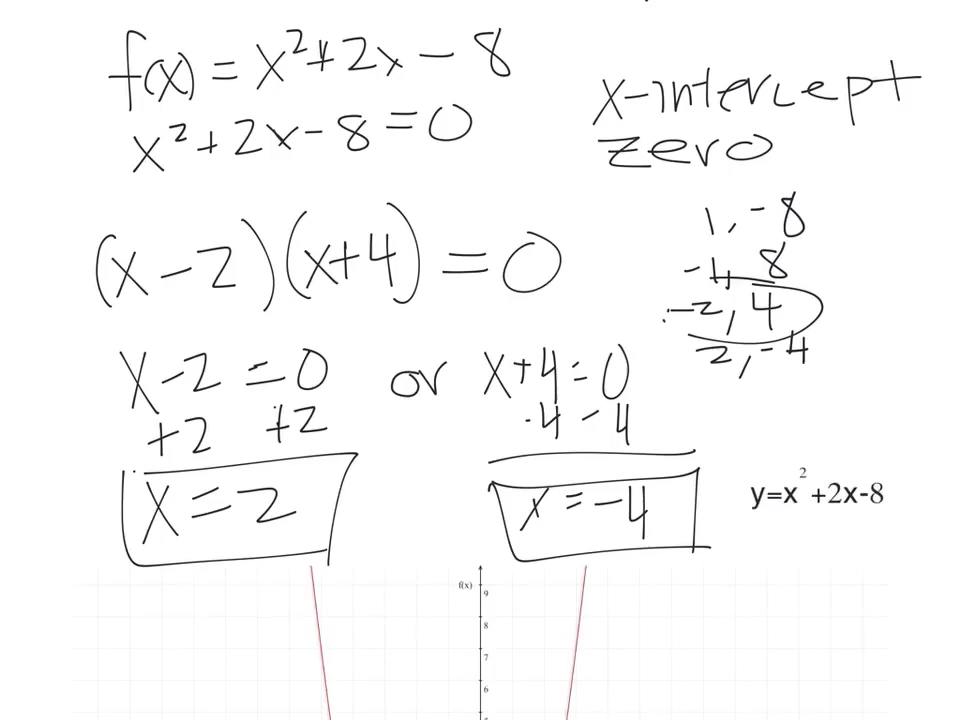 f(x) = x²+2x – 8
x²+2x-8=0
x-intercept
zero
(x-2)(x+4)=0
1, -8
-1, 8
-2, 4
2, -4
x-2=0 or x+4=0
+2 +2 -4 -4
x=2
x=-4
y=x²+2x-8
f(x)
9
8
7
6